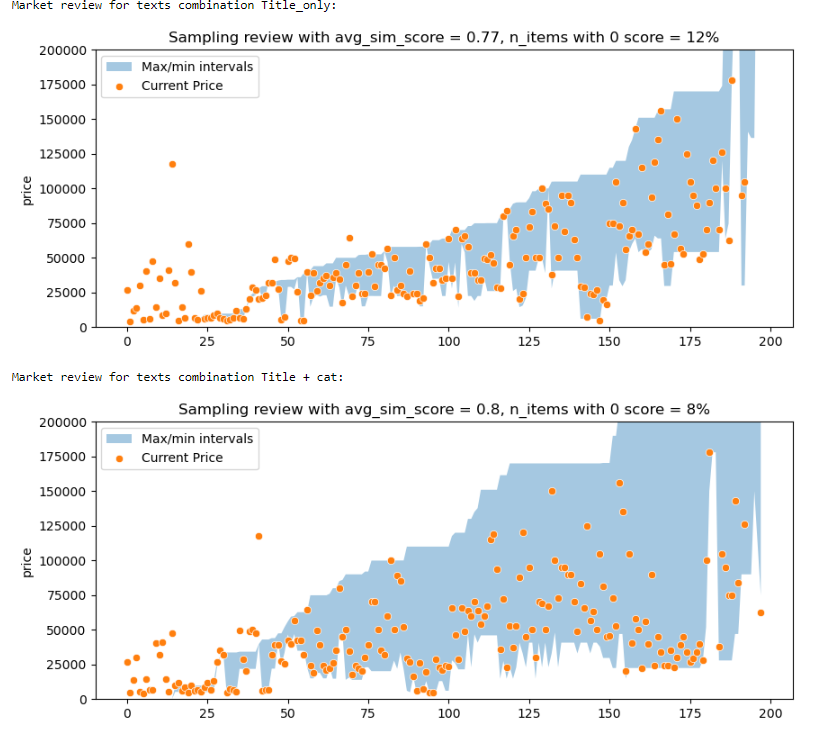 Market review for texts combination Title_only:
Sampling review with avg_sim_score = 0.77, n_items with 0 score = 12%
200000
175000
150000
125000
100000
75000
50000
25000
0
price
Max/min intervals
Current Price
0 25 50 75 100 125 150 175 200
Market review for texts combination Title + cat:
Sampling review with avg_sim_score = 0.8, n_items with 0 score = 8%
200000
175000
150000
125000
100000
75000
50000
25000
0
price
Max/min intervals
Current Price
0 25 50 75 100 125 150 175 200